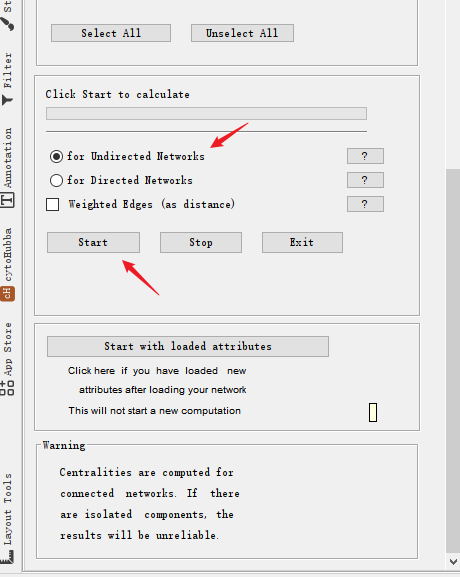 Select All
Unselect All
Click Start to calculate
for Undirected Networks
?
for Directed Networks
?
Weighted Edges (as distance)
?
Start
Stop
Exit
Start with loaded attributes
Click here if you have loaded new
attributes after loading your network
This will not start a new computation
Warning
Centralities are computed for
connected networks. If there
are isolated components, the
results will be unreliable.
St
Filter
T Annotation
cH cytoHubba
App Store
Layout Tools